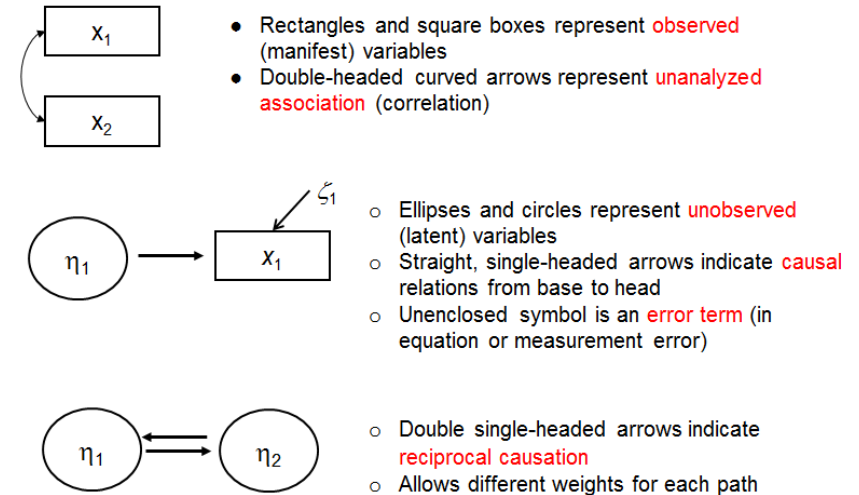 X₁
● Rectangles and square boxes represent observed
(manifest) variables
● Double-headed curved arrows represent unanalyzed
association (correlation)
X₂
ζ₁
η₁
X₁
o Ellipses and circles represent unobserved
(latent) variables
o Straight, single-headed arrows indicate causal
relations from base to head
o Unenclosed symbol is an error term (in
equation or measurement error)
η₁
η₂
o Double single-headed arrows indicate
reciprocal causation
o Allows different weights for each path